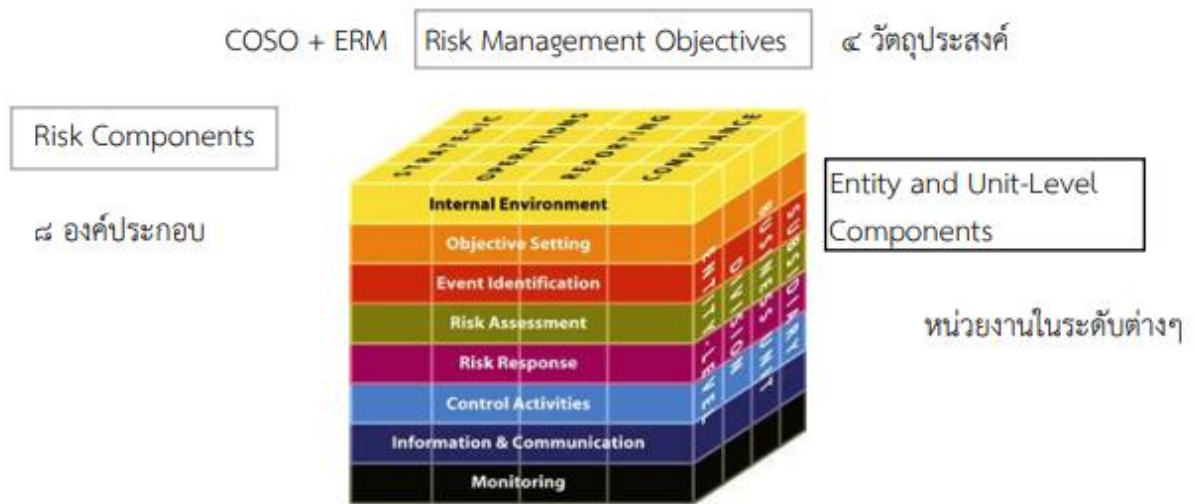 COSO + ERM Risk Management Objectives ๔ วัตถุประสงค์
Risk Components
๘ องค์ประกอบ
STRATEGIC
OPERATIONS
REPORTING
COMPLIANCE
Internal Environment
Objective Setting
Event Identification
Risk Assessment
Risk Response
Control Activities
Information & Communication
Monitoring
ENTITY-LEVEL
DIVISION
BUSINESS UNIT
SUBSIDIARY
Entity and Unit-Level
Components
หน่วยงานในระดับต่างๆ